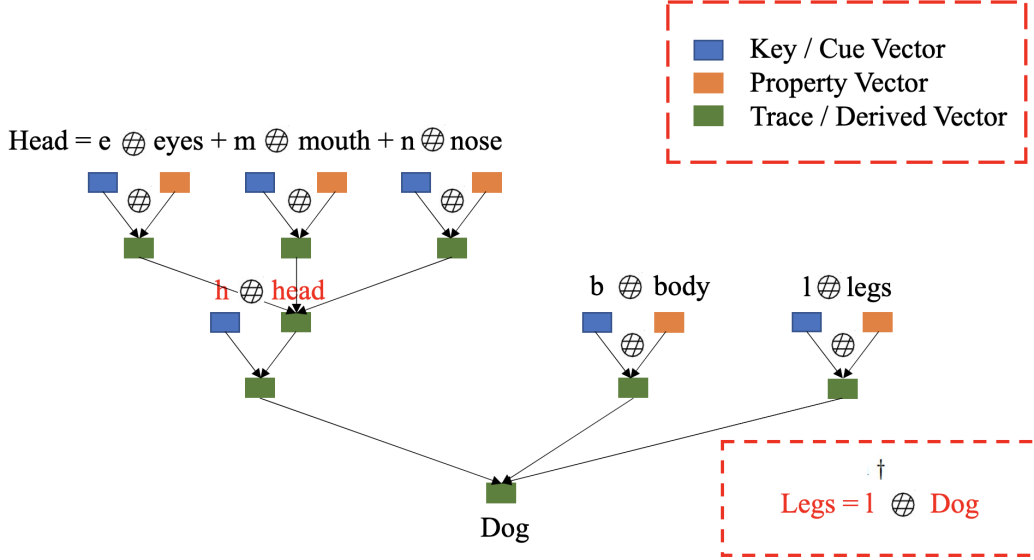 Key / Cue Vector
Property Vector
Trace / Derived Vector
Head = e ⊕ eyes + m ⊕ mouth + n ⊕ nose
h ⊕ head
b ⊕ body
l ⊕ legs
Dog
†
Legs = l ⊕ Dog